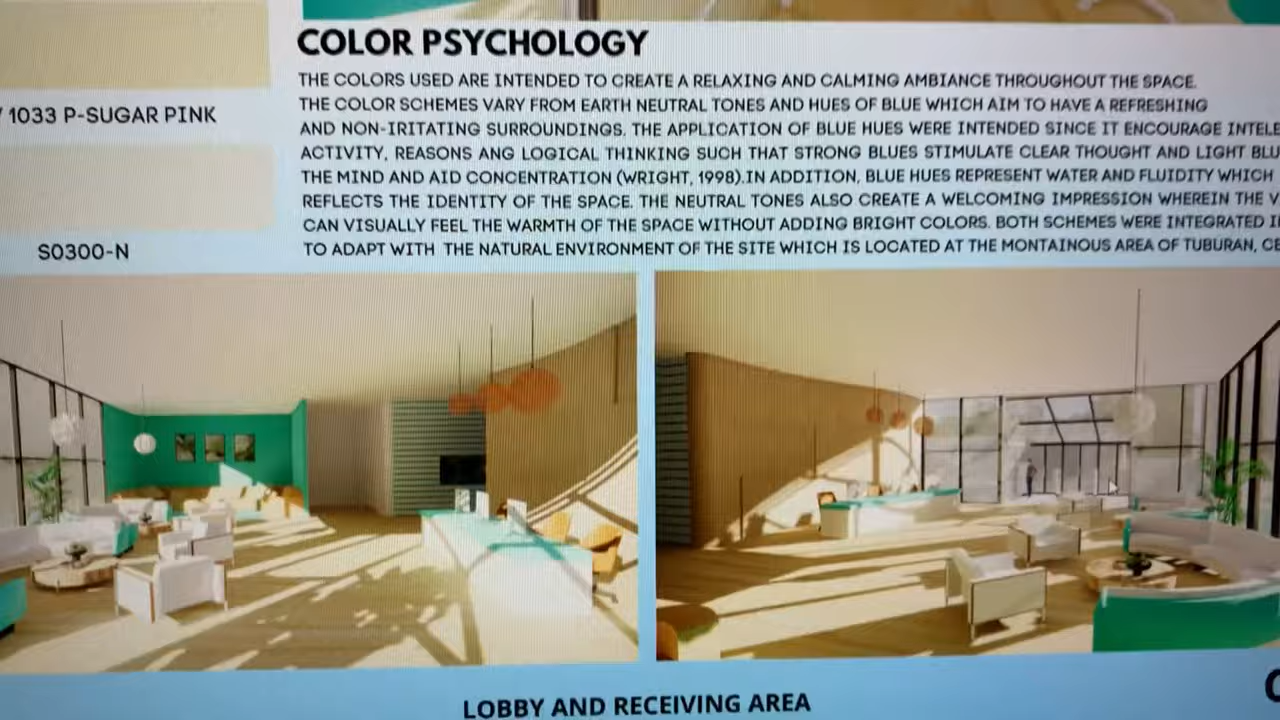 COLOR PSYCHOLOGY
THE COLORS USED ARE INTENDED TO CREATE A RELAXING AND CALMING AMBIANCE THROUGHOUT THE SPACE.
THE COLOR SCHEMES VARY FROM EARTH NEUTRAL TONES AND HUES OF BLUE WHICH AIM TO HAVE A REFRESHING
AND NON-IRITATING SURROUNDINGS. THE APPLICATION OF BLUE HUES WERE INTENDED SINCE IT ENCOURAGE INTELE
ACTIVITY, REASONS ANG LOGICAL THINKING SUCH THAT STRONG BLUES STIMULATE CLEAR THOUGHT AND LIGHT BLU
THE MIND AND AID CONCENTRATION (WRIGHT, 1998).IN ADDITION, BLUE HUES REPRESENT WATER AND FLUIDITY WHICH
REFLECTS THE IDENTITY OF THE SPACE. THE NEUTRAL TONES ALSO CREATE A WELCOMING IMPRESSION WHEREIN THE V
CAN VISUALLY FEEL THE WARMTH OF THE SPACE WITHOUT ADDING BRIGHT COLORS. BOTH SCHEMES WERE INTEGRATED I
TO ADAPT WITH THE NATURAL ENVIRONMENT OF THE SITE WHICH IS LOCATED AT THE MONTAINOUS AREA OF TUBURAN, CE
1033 P-SUGAR PINK
S0300-N
LOBBY AND RECEIVING AREA